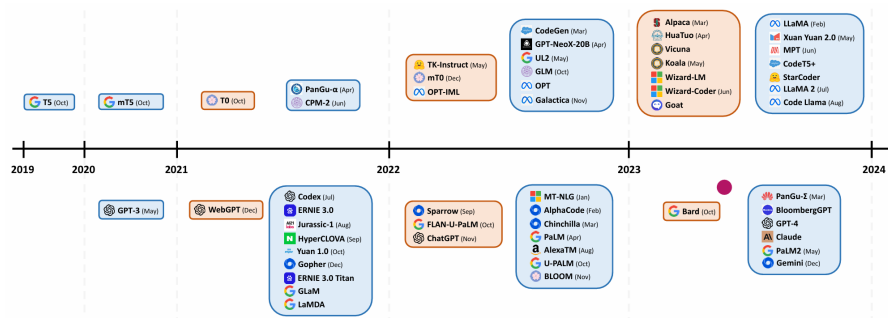 T5 (Oct)
mT5 (Oct)
T0 (Oct)
PanGu-α (Apr)
CPM-2 (Jun)
TK-Instruct (May)
mT0 (Dec)
OPT-IML
CodeGen (Mar)
GPT-NeoX-20B (Apr)
UL2 (May)
GLM (Oct)
OPT
Galactica (Nov)
Alpaca (Mar)
HuaTuo (Apr)
Vicuna
Koala (May)
Wizard-LM
Wizard-Coder (Jun)
Goat
LLaMA (Feb)
Xuan Yuan 2.0 (May)
MPT (Jun)
CodeT5+
StarCoder
LLaMA 2 (Jul)
Code Llama (Aug)
2019 2020 2021 2022 2023 2024
GPT-3 (May)
WebGPT (Dec)
Codex (Jul)
ERNIE 3.0
Jurassic-1 (Aug)
HyperCLOVA (Sep)
Yuan 1.0 (Oct)
Gopher (Dec)
ERNIE 3.0 Titan
GLaM
LaMDA
Sparrow (Sep)
FLAN-U-PaLM (Oct)
ChatGPT (Nov)
MT-NLG (Jan)
AlphaCode (Feb)
Chinchilla (Mar)
PaLM (Apr)
AlexaTM (Aug)
U-PALM (Oct)
BLOOM (Nov)
Bard (Oct)
PanGu-Σ (Mar)
BloombergGPT
GPT-4
Claude
PaLM2 (May)
Gemini (Dec)